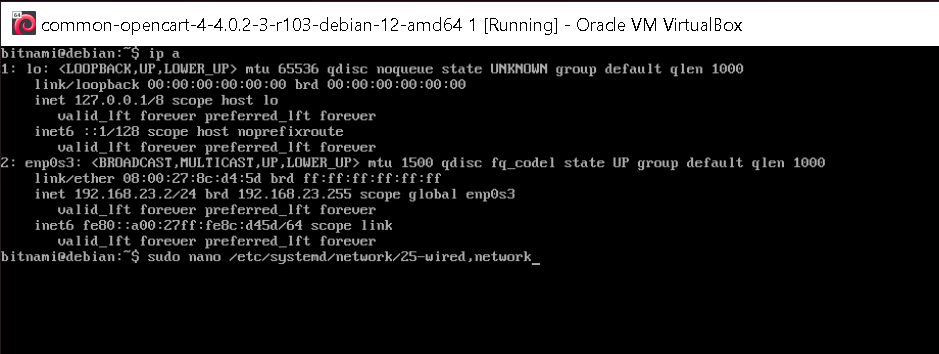 64
common-opencart-4-4.0.2-3-r103-debian-12-amd64 1 [Running] - Oracle VM VirtualBox
bitnami@debian:~$ ip a
1: lo: <LOOPBACK,UP,LOWER_UP> mtu 65536 qdisc noqueue state UNKNOWN group default qlen 1000
    link/loopback 00:00:00:00:00:00 brd 00:00:00:00:00:00
    inet 127.0.0.1/8 scope host lo
       valid_lft forever preferred_lft forever
    inet6 ::1/128 scope host noprefixroute
       valid_lft forever preferred_lft forever
2: enp0s3: <BROADCAST,MULTICAST,UP,LOWER_UP> mtu 1500 qdisc fq_codel state UP group default qlen 1000
    link/ether 08:00:27:8c:d4:5d brd ff:ff:ff:ff:ff:ff
    inet 192.168.23.2/24 brd 192.168.23.255 scope global enp0s3
       valid_lft forever preferred_lft forever
    inet6 fe80::a00:27ff:fe8c:d45d/64 scope link
       valid_lft forever preferred_lft forever
bitnami@debian:~$ sudo nano /etc/systemd/network/25-wired,network_